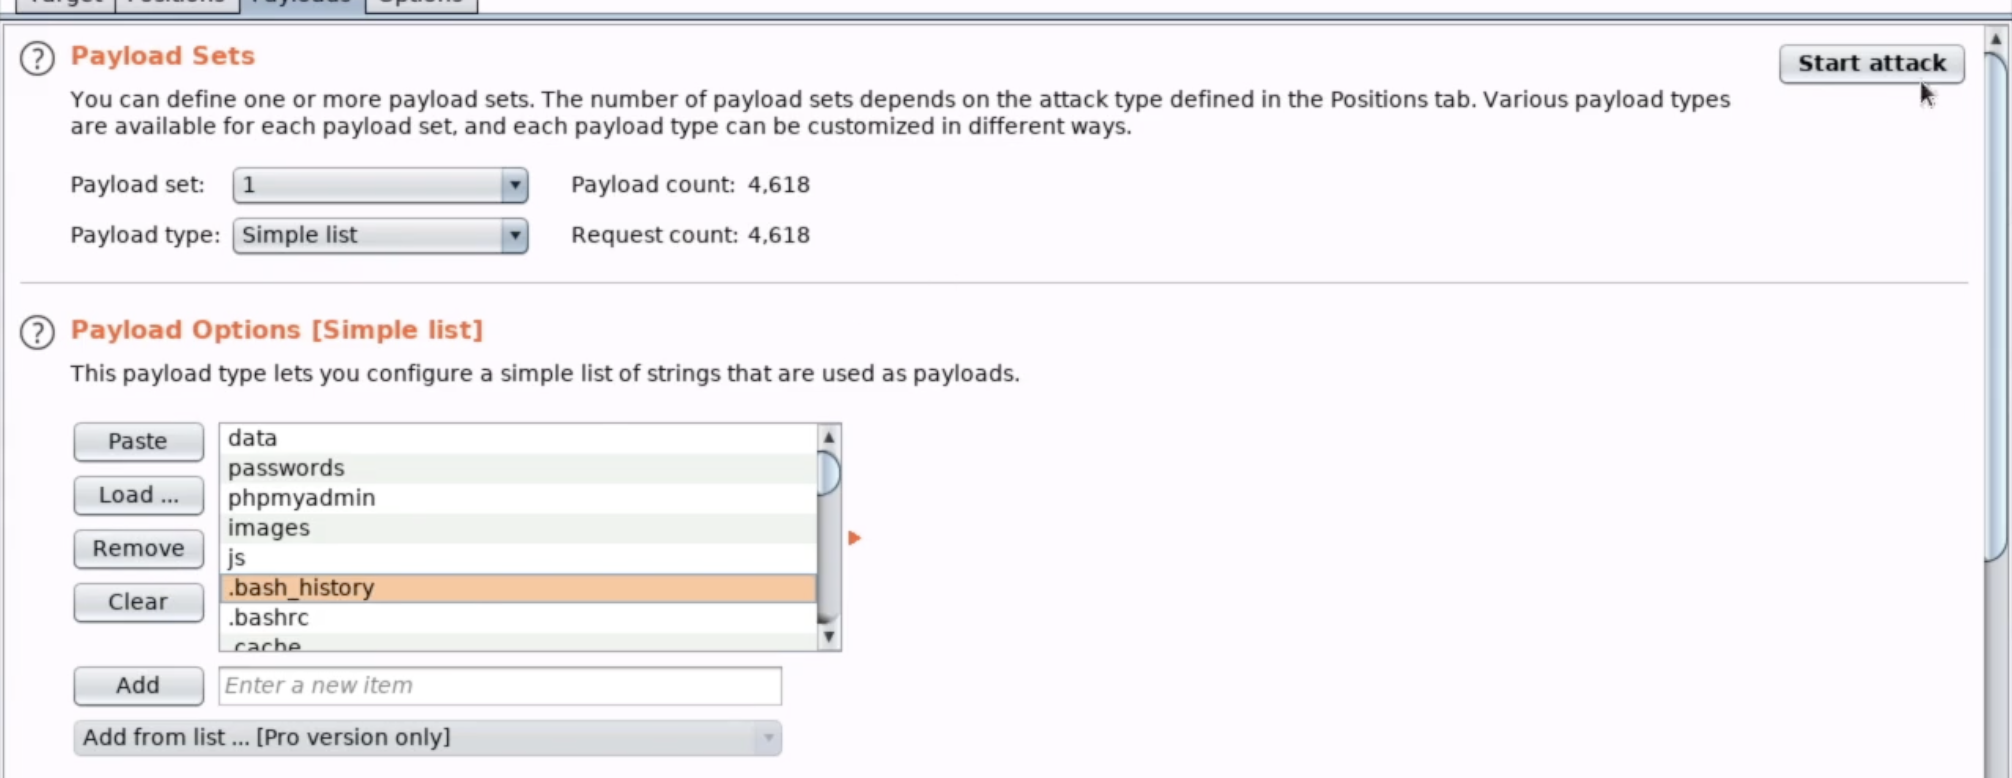 Target Positions Payloads Options
Payload Sets
Start attack
You can define one or more payload sets. The number of payload sets depends on the attack type defined in the Positions tab. Various payload types
are available for each payload set, and each payload type can be customized in different ways.
Payload set: 1 Payload count: 4,618
Payload type: Simple list Request count: 4,618
Payload Options [Simple list]
This payload type lets you configure a simple list of strings that are used as payloads.
Paste
Load ...
Remove
Clear
data
passwords
phpmyadmin
images
js
.bash_history
.bashrc
.cache
Add Enter a new item
Add from list ... [Pro version only]